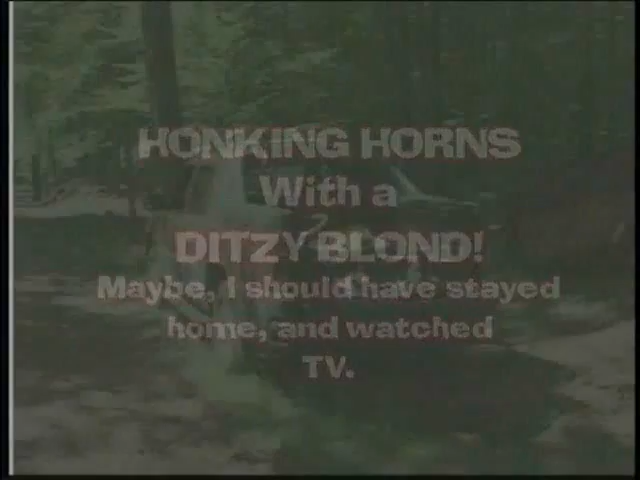 HONKING HORNS
With a
DITZY BLOND!
Maybe, I should have stayed
home, and watched
TV.